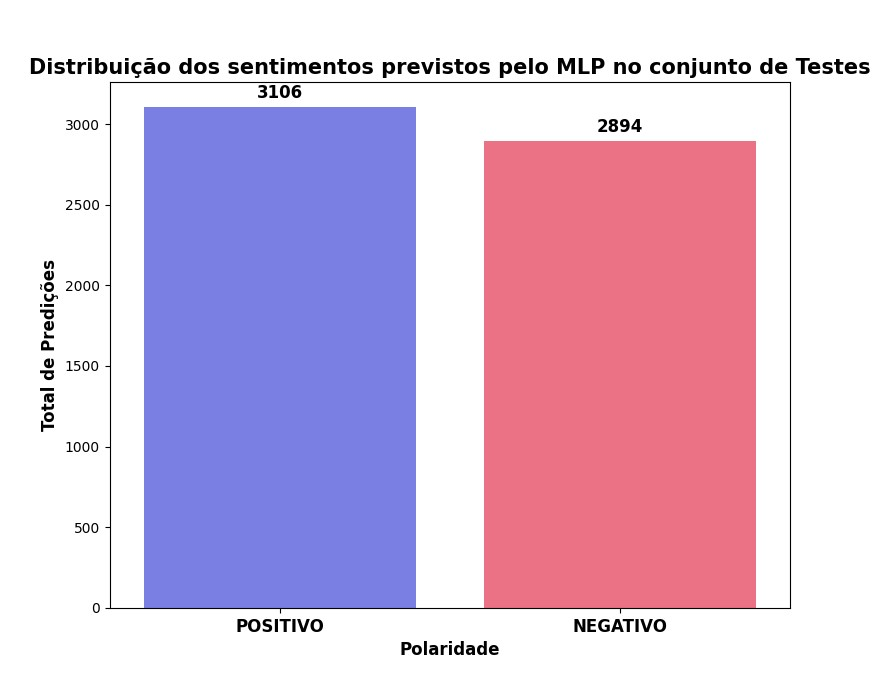 Distribuição dos sentimentos previstos pelo MLP no conjunto de Testes
3106
2894
3000
2500
2000
1500
1000
500
0
Total de Predições
POSITIVO
NEGATIVO
Polaridade